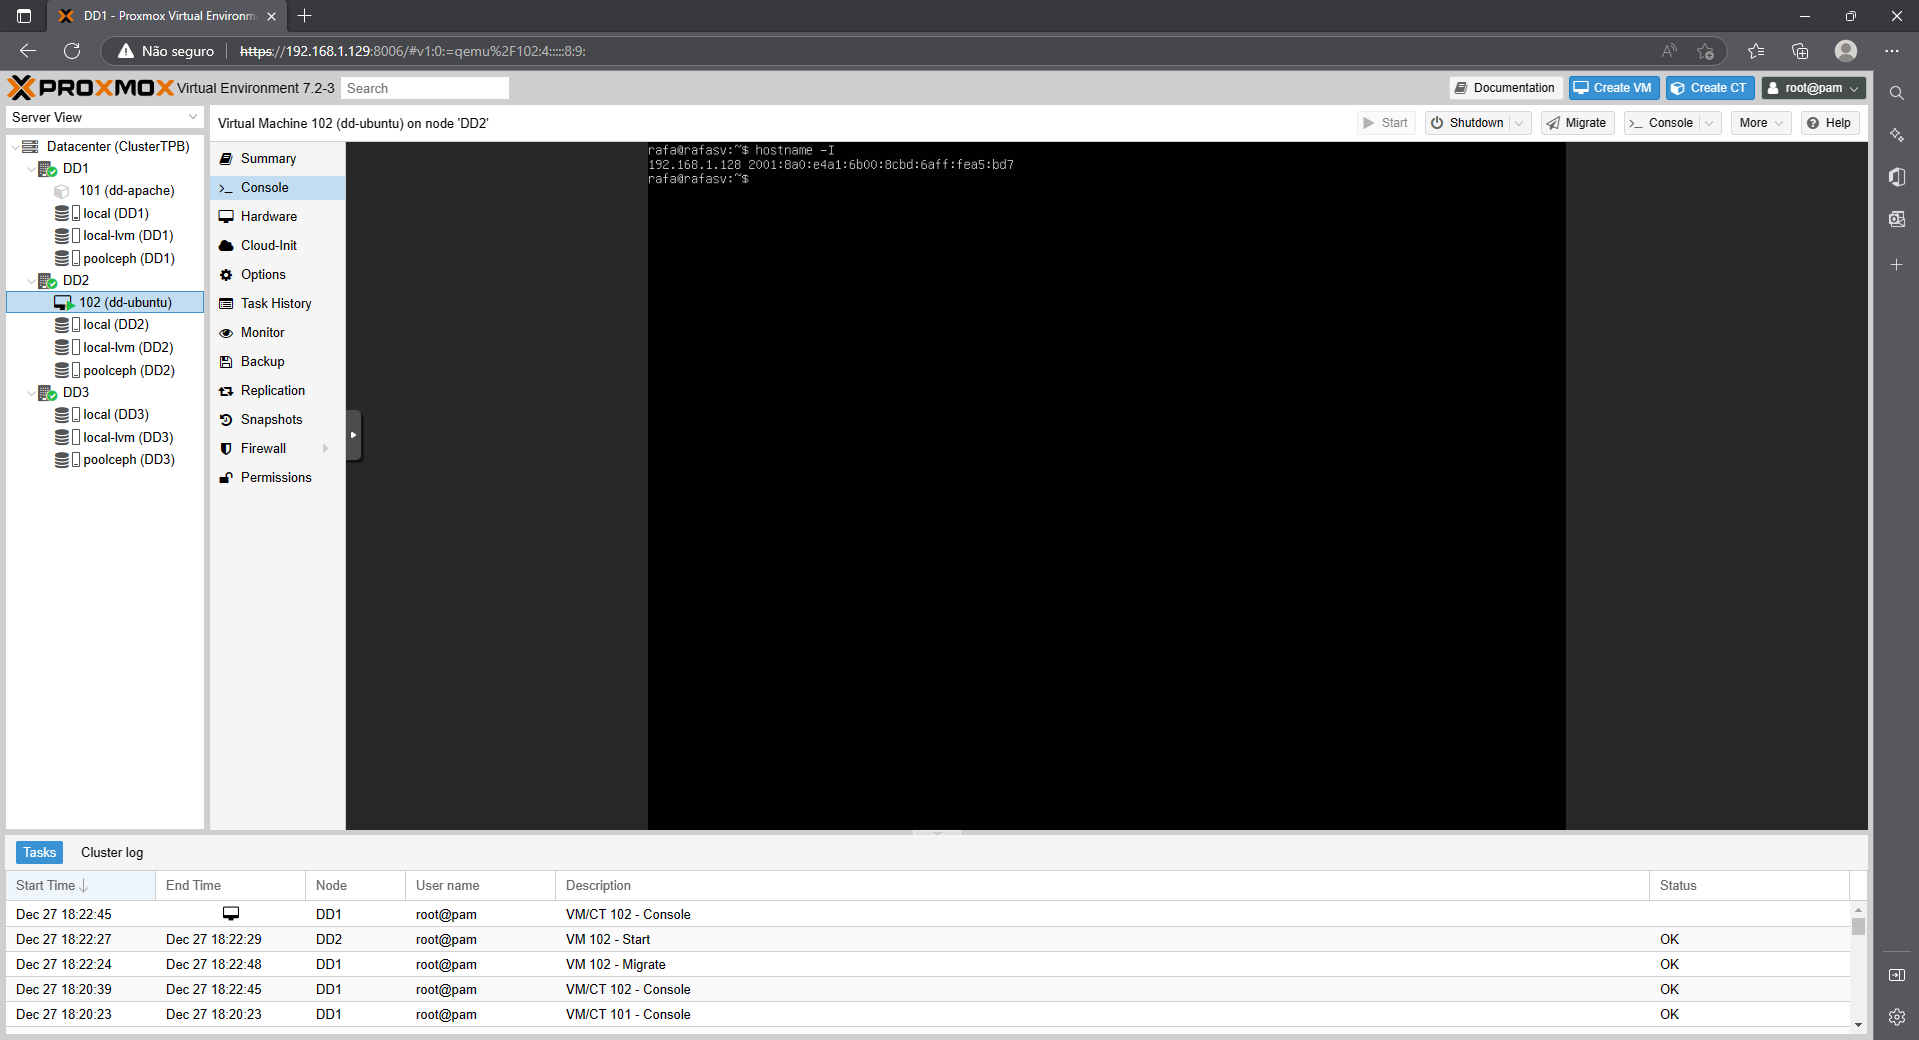 DD1 - Proxmox Virtual Environm
Não seguro
https://192.168.1.129:8006/#v1:0:=qemu%2F102:4:::::8:9:
PROXMOX Virtual Environment 7.2-3
Search
Documentation
Create VM
Create CT
root@pam
Server View
Virtual Machine 102 (dd-ubuntu) on node 'DD2'
Start
Shutdown
Migrate
Console
More
Help
Datacenter (ClusterTPB)
DD1
101 (dd-apache)
local (DD1)
local-lvm (DD1)
poolceph (DD1)
DD2
102 (dd-ubuntu)
local (DD2)
local-lvm (DD2)
poolceph (DD2)
DD3
local (DD3)
local-lvm (DD3)
poolceph (DD3)
Summary
Console
Hardware
Cloud-Init
Options
Task History
Monitor
Backup
Replication
Snapshots
Firewall
Permissions
rafa@rafasv:~$ hostname -I
192.168.1.128 2001:8a0:e4a1:6b00:8cbd:6aff:fea5:bd7
rafa@rafasv:~$
Tasks
Cluster log
Start Time End Time Node User name Description Status
Dec 27 18:22:45 DD1 root@pam VM/CT 102 - Console
Dec 27 18:22:27 Dec 27 18:22:29 DD2 root@pam VM 102 - Start OK
Dec 27 18:22:24 Dec 27 18:22:48 DD1 root@pam VM 102 - Migrate OK
Dec 27 18:20:39 Dec 27 18:22:45 DD1 root@pam VM/CT 102 - Console OK
Dec 27 18:20:23 Dec 27 18:20:23 DD1 root@pam VM/CT 101 - Console OK